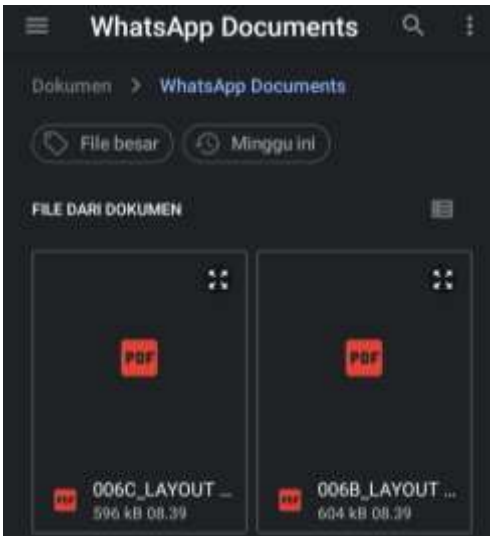 WhatsApp Documents
Dokumen > WhatsApp Documents
File besar Minggu ini
FILE DARI DOKUMEN
PDF PDF
PDF 006C_LAYOUT ... PDF 006B_LAYOUT ...
596 kB 08.39 604 kB 08.39